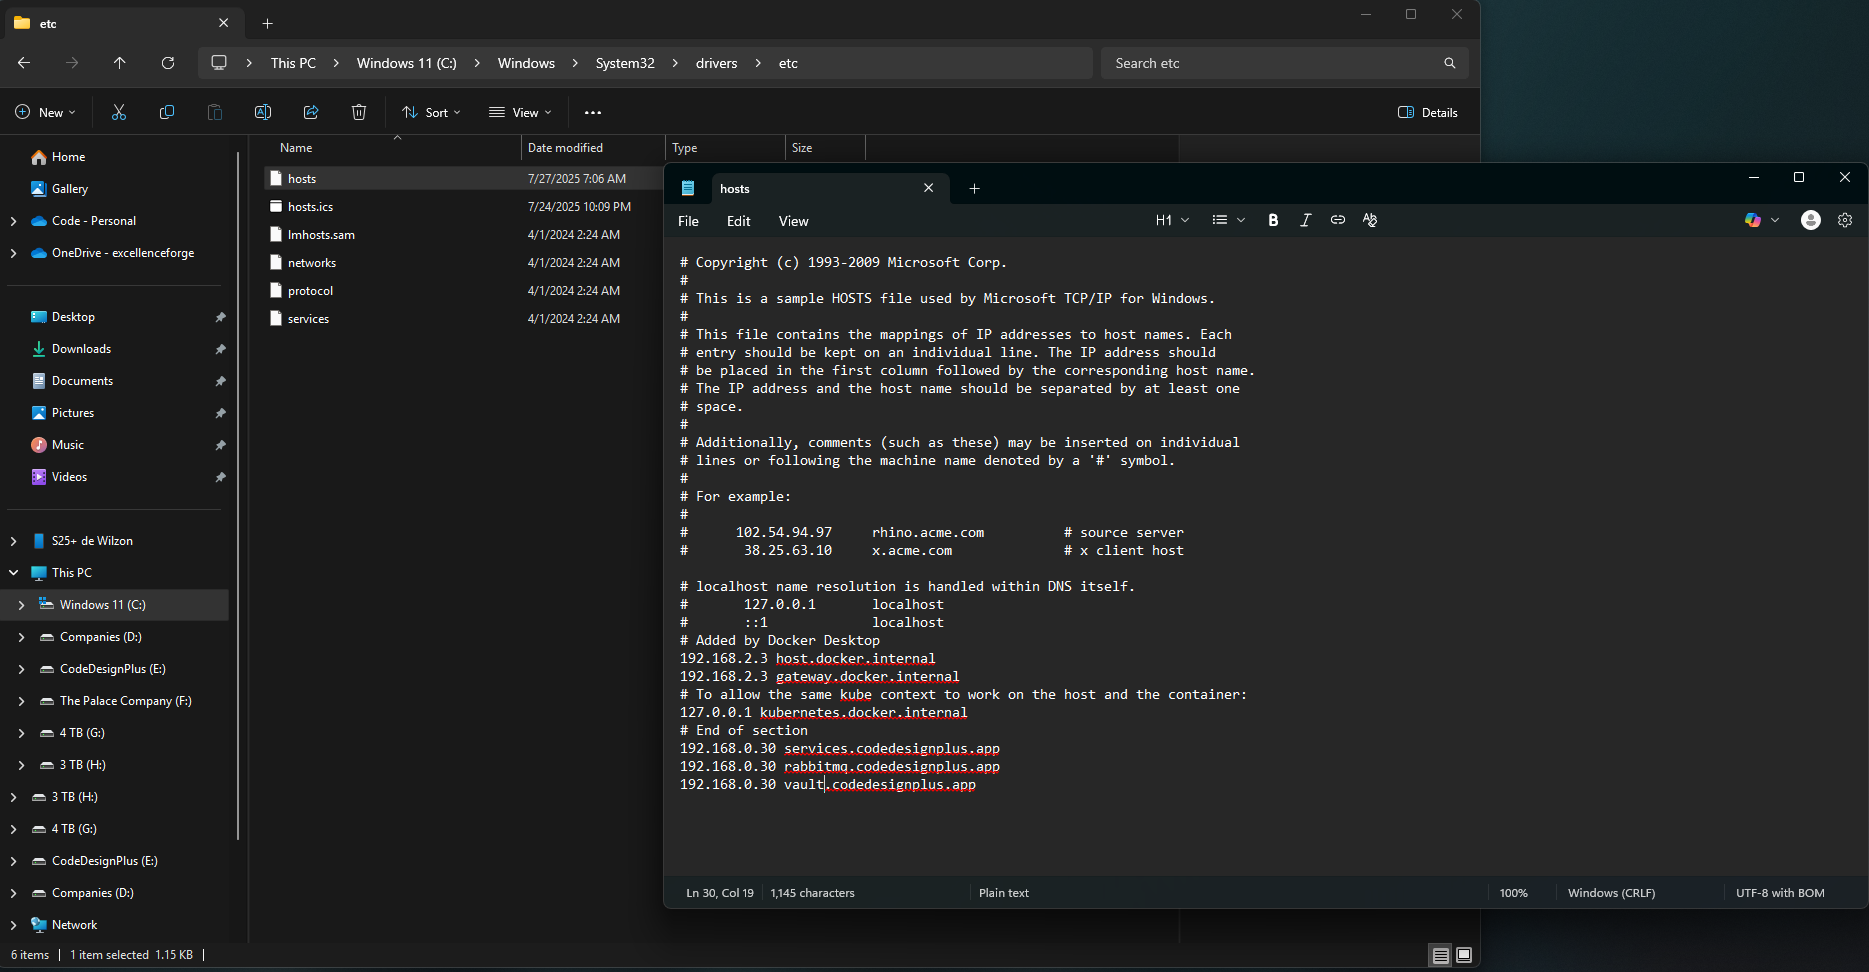 etc
This PC
Windows 11 (C:)
Windows
System32
drivers
etc
Search etc
New
Sort
View
Details
Home
Gallery
Code - Personal
OneDrive - excellenceforge
Desktop
Downloads
Documents
Pictures
Music
Videos
S25+ de Wilzon
This PC
Windows 11 (C:)
Companies (D:)
CodeDesignPlus (E:)
The Palace Company (F:)
4 TB (G:)
3 TB (H:)
3 TB (H:)
4 TB (G:)
CodeDesignPlus (E:)
Companies (D:)
Network
Name Date modified Type Size
hosts 7/27/2025 7:06 AM
hosts.ics 7/24/2025 10:09 PM
lmhosts.sam 4/1/2024 2:24 AM
networks 4/1/2024 2:24 AM
protocol 4/1/2024 2:24 AM
services 4/1/2024 2:24 AM
6 items 1 item selected 1.15 KB
hosts
File Edit View H1 B I
# Copyright (c) 1993-2009 Microsoft Corp.
#
# This is a sample HOSTS file used by Microsoft TCP/IP for Windows.
#
# This file contains the mappings of IP addresses to host names. Each
# entry should be kept on an individual line. The IP address should
# be placed in the first column followed by the corresponding host name.
# The IP address and the host name should be separated by at least one
# space.
#
# Additionally, comments (such as these) may be inserted on individual
# lines or following the machine name denoted by a '#' symbol.
#
# For example:
#
# 102.54.94.97 rhino.acme.com # source server
# 38.25.63.10 x.acme.com # x client host
# localhost name resolution is handled within DNS itself.
# 127.0.0.1 localhost
# ::1 localhost
# Added by Docker Desktop
192.168.2.3 host.docker.internal
192.168.2.3 gateway.docker.internal
# To allow the same kube context to work on the host and the container:
127.0.0.1 kubernetes.docker.internal
# End of section
192.168.0.30 services.codedesignplus.app
192.168.0.30 rabbitmq.codedesignplus.app
192.168.0.30 vault.codedesignplus.app
Ln 30, Col 19 1,145 characters Plain text 100% Windows (CRLF) UTF-8 with BOM